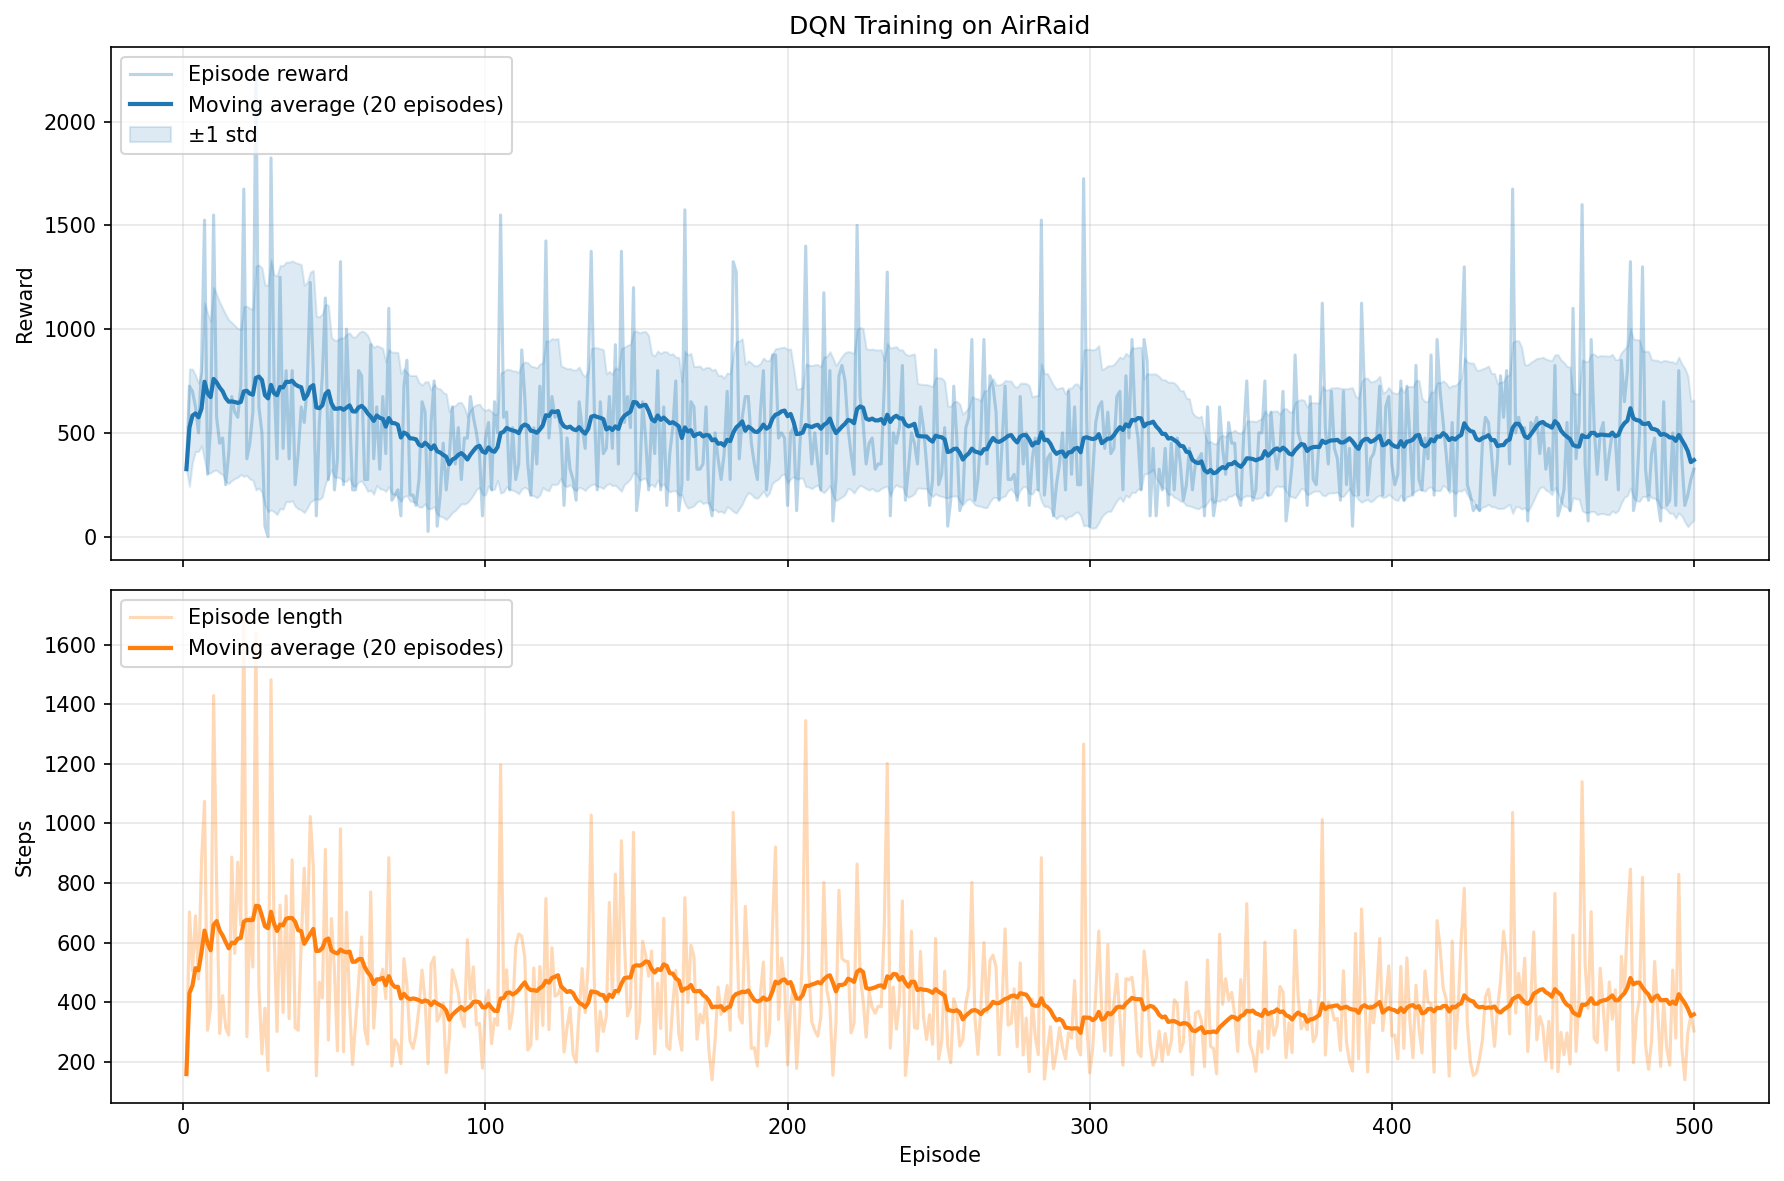 DQN Training on AirRaid
Episode reward
Moving average (20 episodes)
±1 std
Reward
2000
1500
1000
500
0
Episode length
Moving average (20 episodes)
Steps
1600
1400
1200
1000
800
600
400
200
0
100
200
300
400
500
Episode